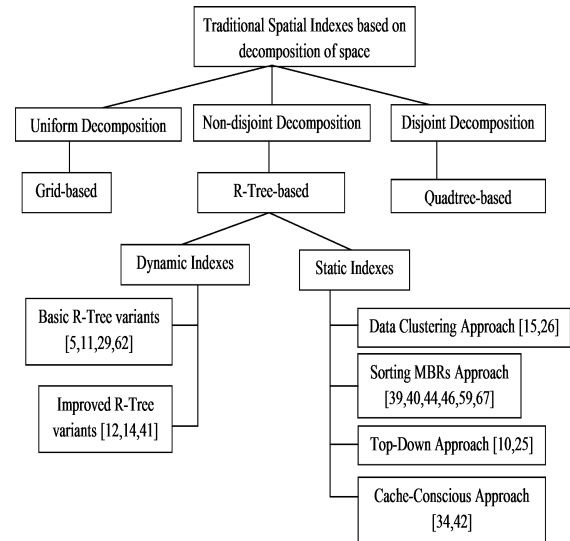 Traditional Spatial Indexes based on
decomposition of space
Uniform Decomposition
Non-disjoint Decomposition
Disjoint Decomposition
Grid-based
R-Tree-based
Quadtree-based
Dynamic Indexes
Static Indexes
Basic R-Tree variants
[5,11,29,62]
Improved R-Tree
variants [12,14,41]
Data Clustering Approach [15,26]
Sorting MBRs Approach
[39,40,44,46,59,67]
Top-Down Approach [10,25]
Cache-Conscious Approach
[34,42]